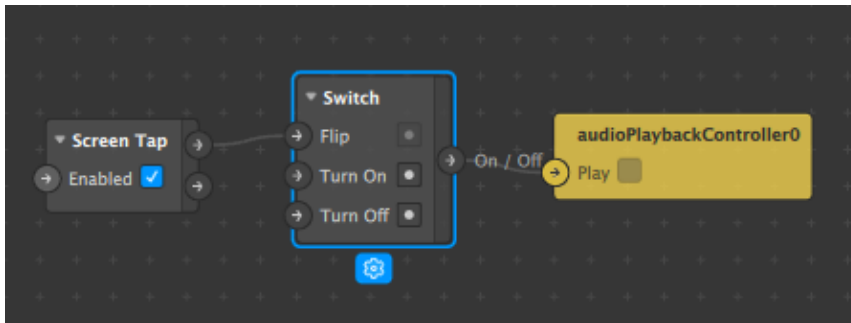 Screen Tap
Enabled
Switch
Flip
Turn On
Turn Off
On / Off
audioPlaybackController0
Play